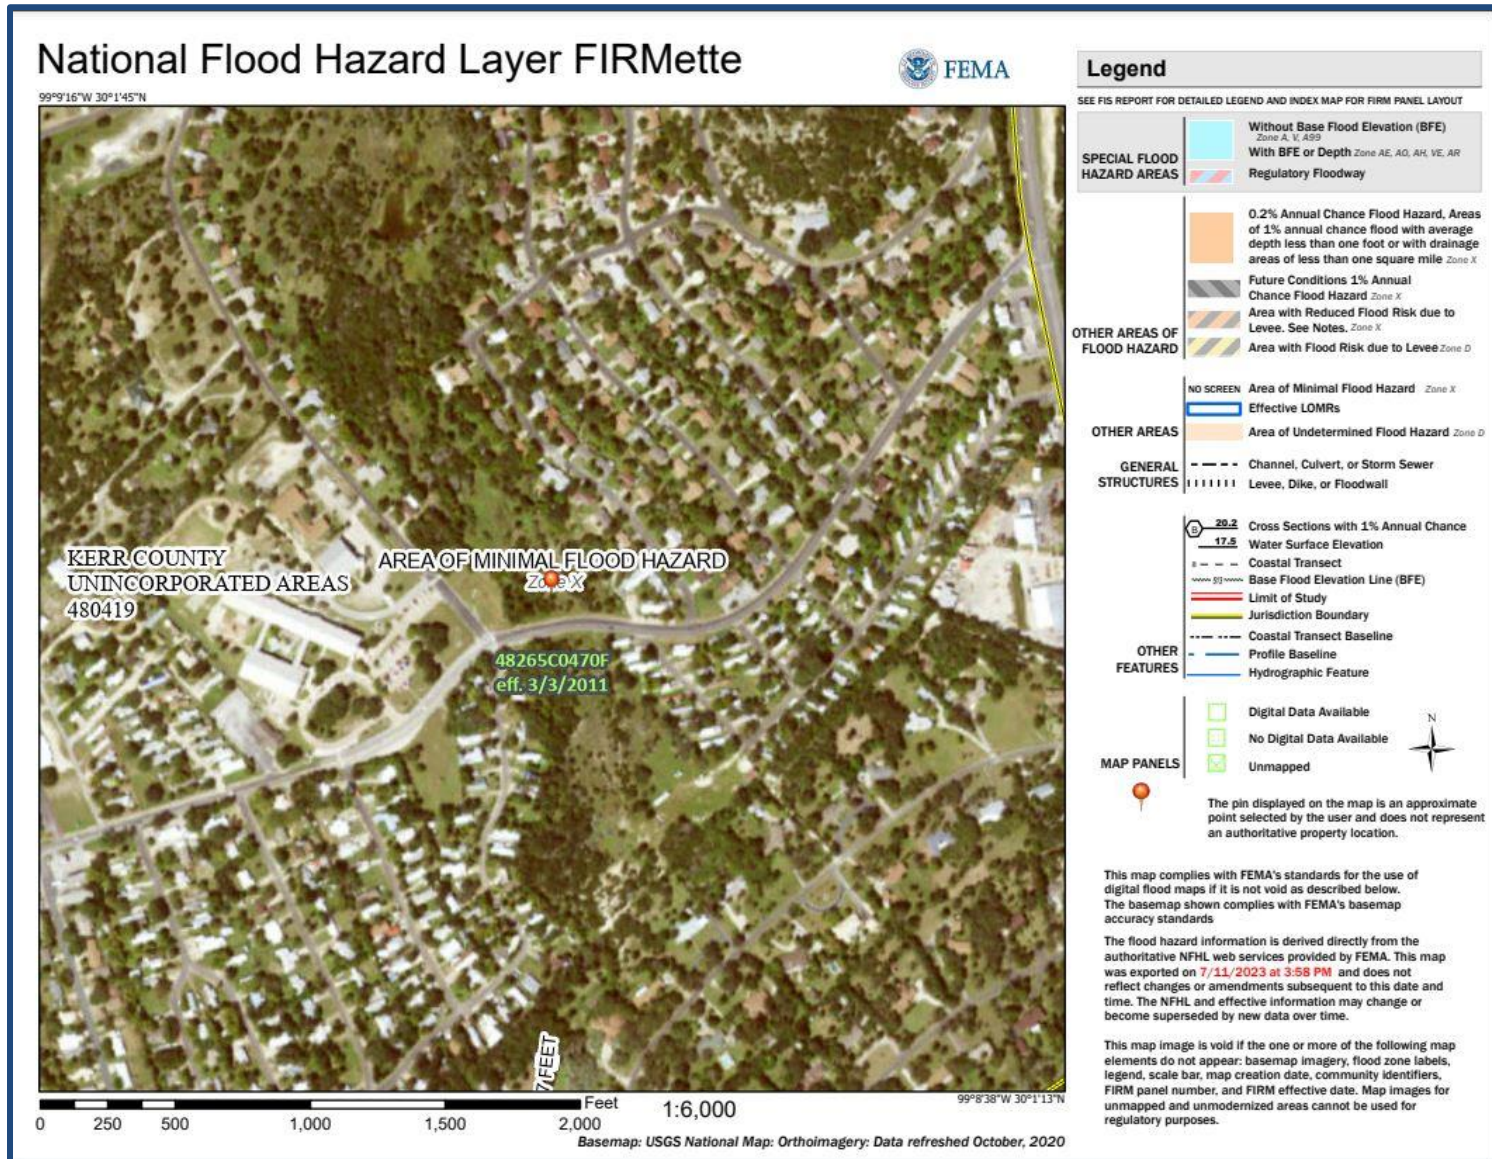 National Flood Hazard Layer FIRMette
FEMA
99°9'16"W 30°1'45"N
KERR COUNTY
UNINCORPORATED AREAS
480419
AREA OF MINIMAL FLOOD HAZARD
Zone X
48265C0470F
eff. 3/3/2011
7 FEET
99°8'38"W 30°1'13"N
0 250 500 1,000 1,500 2,000
Feet
1:6,000
Basemap: USGS National Map: Orthoimagery: Data refreshed October, 2020
Legend
SEE FIS REPORT FOR DETAILED LEGEND AND INDEX MAP FOR FIRM PANEL LAYOUT
SPECIAL FLOOD
HAZARD AREAS
Without Base Flood Elevation (BFE)
Zone A, V, A99
With BFE or Depth Zone AE, AO, AH, VE, AR
Regulatory Floodway
OTHER AREAS OF
FLOOD HAZARD
0.2% Annual Chance Flood Hazard, Areas
of 1% annual chance flood with average
depth less than one foot or with drainage
areas of less than one square mile Zone X
Future Conditions 1% Annual
Chance Flood Hazard Zone X
Area with Reduced Flood Risk due to
Levee. See Notes. Zone X
Area with Flood Risk due to Levee Zone D
OTHER AREAS
NO SCREEN Area of Minimal Flood Hazard Zone X
Effective LOMRs
Area of Undetermined Flood Hazard Zone D
GENERAL
STRUCTURES
Channel, Culvert, or Storm Sewer
Levee, Dike, or Floodwall
OTHER
FEATURES
B 20.2 Cross Sections with 1% Annual Chance
17.5 Water Surface Elevation
8 Coastal Transect
513 Base Flood Elevation Line (BFE)
Limit of Study
Jurisdiction Boundary
Coastal Transect Baseline
Profile Baseline
Hydrographic Feature
MAP PANELS
Digital Data Available
No Digital Data Available
Unmapped
N
The pin displayed on the map is an approximate
point selected by the user and does not represent
an authoritative property location.
This map complies with FEMA's standards for the use of
digital flood maps if it is not void as described below.
The basemap shown complies with FEMA's basemap
accuracy standards
The flood hazard information is derived directly from the
authoritative NFHL web services provided by FEMA. This map
was exported on 7/11/2023 at 3:58 PM and does not
reflect changes or amendments subsequent to this date and
time. The NFHL and effective information may change or
become superseded by new data over time.
This map image is void if the one or more of the following map
elements do not appear: basemap imagery, flood zone labels,
legend, scale bar, map creation date, community identifiers,
FIRM panel number, and FIRM effective date. Map images for
unmapped and unmodernized areas cannot be used for
regulatory purposes.